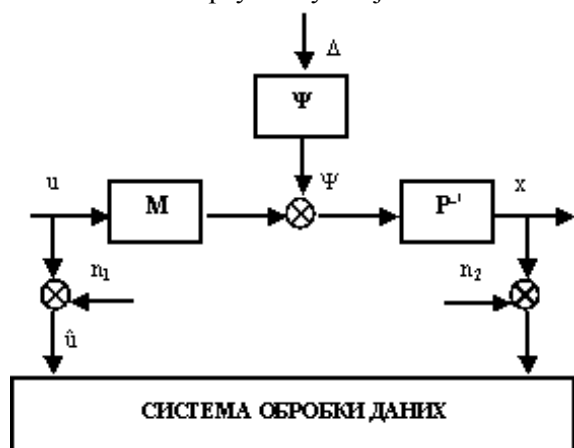 Δ
Ψ
Ψ
u
M
P⁻¹
x
n₁
n₂
û
СИСТЕМА ОБРОБКИ ДАНИХ